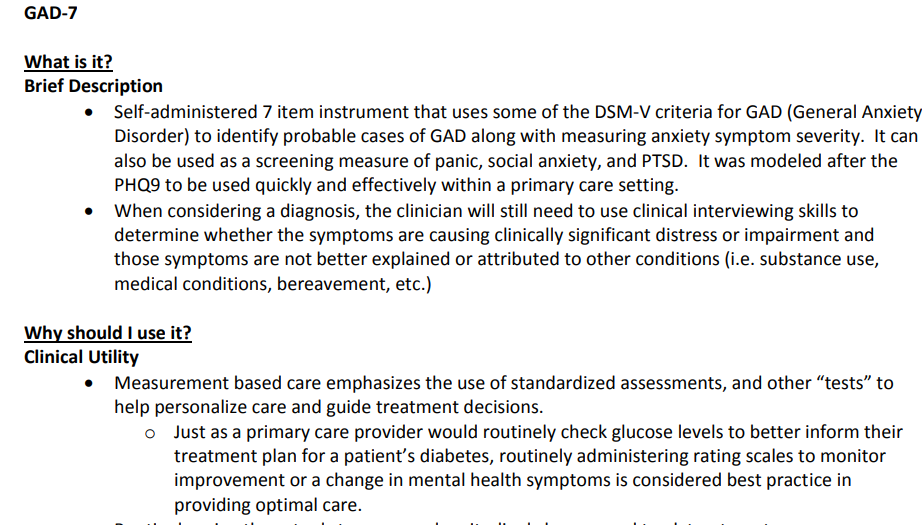 GAD-7
What is it?
Brief Description
• Self-administered 7 item instrument that uses some of the DSM-V criteria for GAD (General Anxiety
Disorder) to identify probable cases of GAD along with measuring anxiety symptom severity.  It can
also be used as a screening measure of panic, social anxiety, and PTSD.  It was modeled after the
PHQ9 to be used quickly and effectively within a primary care setting.
• When considering a diagnosis, the clinician will still need to use clinical interviewing skills to
determine whether the symptoms are causing clinically significant distress or impairment and
those symptoms are not better explained or attributed to other conditions (i.e. substance use,
medical conditions, bereavement, etc.)
Why should I use it?
Clinical Utility
• Measurement based care emphasizes the use of standardized assessments, and other “tests” to
help personalize care and guide treatment decisions.
o Just as a primary care provider would routinely check glucose levels to better inform their
treatment plan for a patient’s diabetes, routinely administering rating scales to monitor
improvement or a change in mental health symptoms is considered best practice in
providing optimal care.